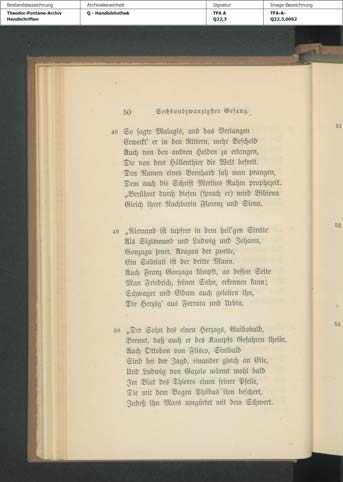 Bestandsbezeichnung
Archivalieneinheit
Signatur
Image-Bezeichnung
Theodor-Fontane-Archiv
Handschriften
Q - Handbibliothek
TFA A
Q22,3
TFA-A-
Q22,3,0062
50 Sechsundzwanzigster Gesang.
48 So sagte Malagis, und das Verlangen
Erweckt' er in den Rittern, mehr Bescheid
Auch von den andren Helden zu erlangen,
Die von dem Höllenthier die Welt befreit.
Den Namen eines Bernhard sah man prangen,
Dem auch die Schrift Merlins Ruhm prophezeit.
„Berühmt durch diesen (sprach er) wird Bibiena
Gleich ihrer Nachbarin Florenz und Siena.
49 „Niemand ist tapfrer in dem heil'gen Streite
Als Sigismund und Ludwig und Johann,
Gonzaga jener, Aragon der zweite,
Ein Salviati ist der dritte Mann.
Auch Franz Gonzaga kämpft, an dessen Seite
Man Friedrich, seinen Sohn, erkennen kann;
Schwager und Eidam auch geleiten ihn,
Die Herzög' aus Ferrara und Urbin.
50 „Der Sohn des einen Herzogs, Guidobald,
Brennt, daß auch er des Kampfs Gefahren theile.
Auch Ottobon von Flisco, Sinibald
Sind bei der Jagd, einander gleich an Eile,
Und Ludwig von Gazolo wärmt wohl bald
Im Blut des Thieres einen seiner Pfeile,
Die mit dem Bogen Phöbus ihm beschert,
Indeß ihn Mars umgürtet mit dem Schwert.
51
52
53